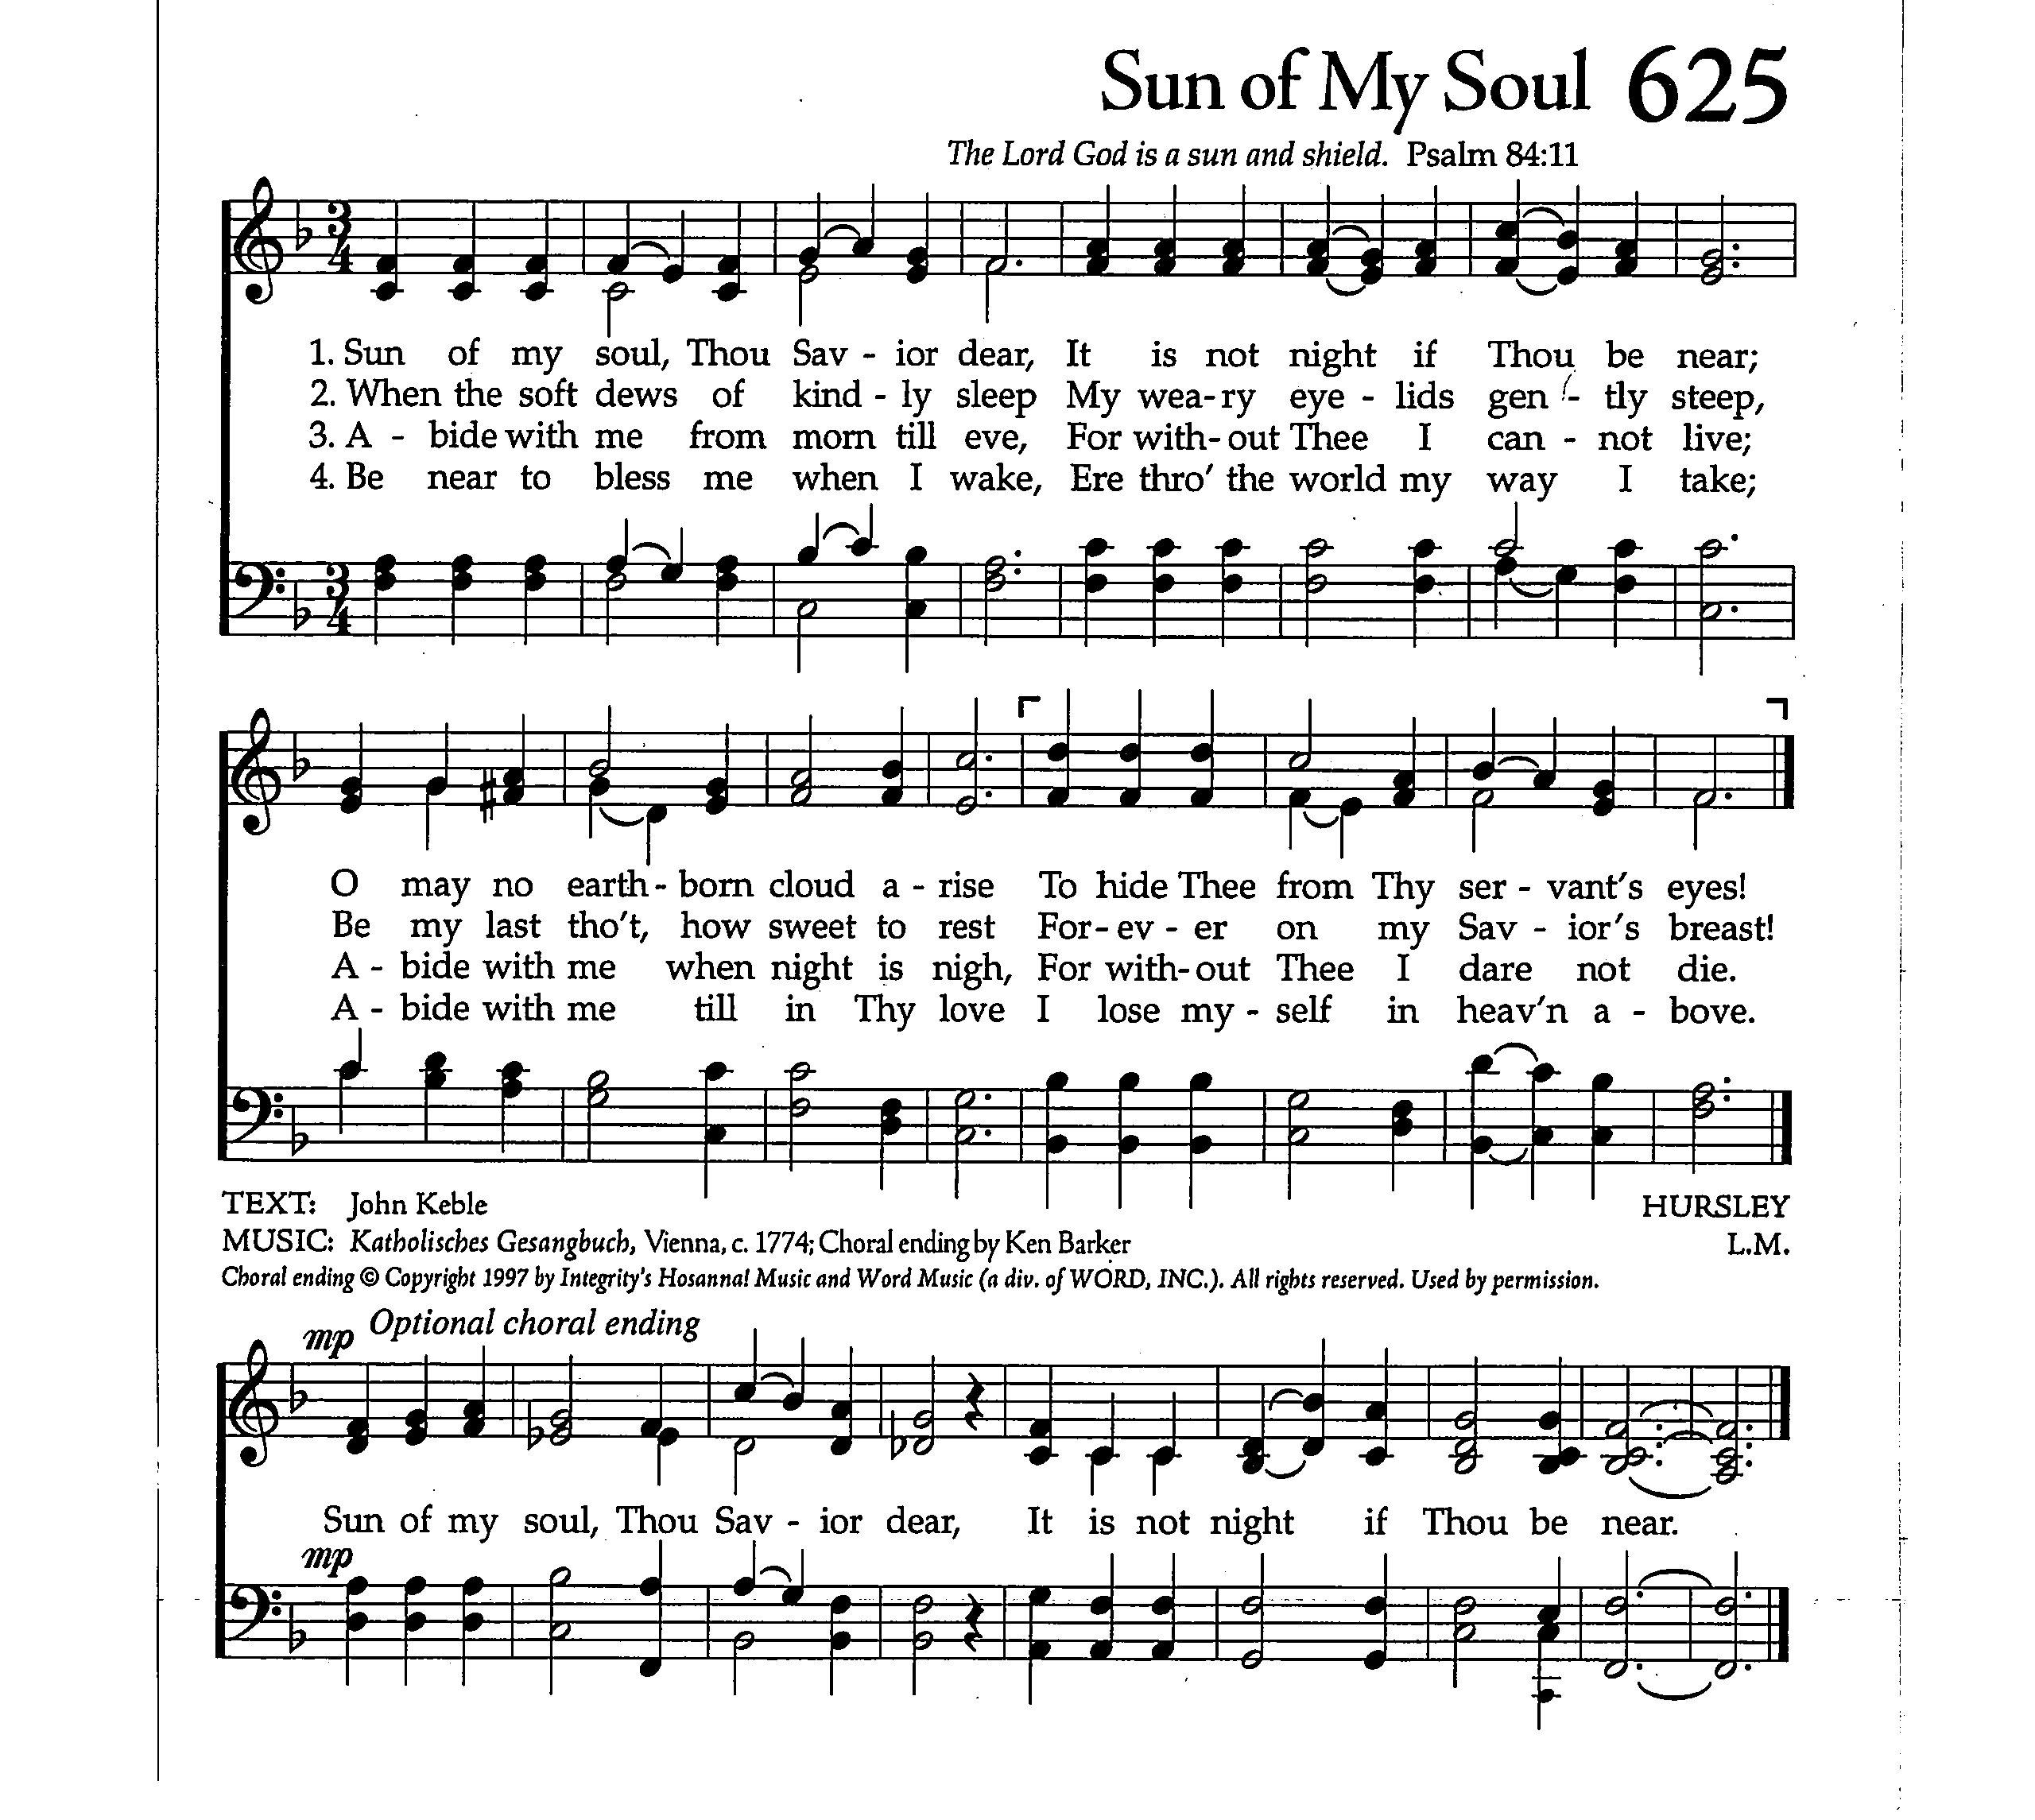 Sun of My Soul 625
The Lord God is a sun and shield. Psalm 84:11
1. Sun of my soul, Thou Sav - ior dear, It is not night if Thou be near;
2. When the soft dews of kind - ly sleep My wea - ry eye - lids gen - tly steep,
3. A - bide with me from morn till eve, For with - out Thee I can - not live;
4. Be near to bless me when I wake, Ere thro' the world my way I take;
O may no earth - born cloud a - rise To hide Thee from Thy ser - vant's eyes!
Be my last tho't, how sweet to rest For - ev - er on my Sav - ior's breast!
A - bide with me when night is nigh, For with - out Thee I dare not die.
A - bide with me till in Thy love I lose my - self in heav'n a - bove.
TEXT: John Keble HURSLEY
MUSIC: Katholisches Gesangbuch, Vienna, c. 1774; Choral ending by Ken Barker L.M.
Choral ending © Copyright 1997 by Integrity's Hosanna! Music and Word Music (a div. of WORD, INC.). All rights reserved. Used by permission.
mp Optional choral ending
Sun of my soul, Thou Sav - ior dear, It is not night if Thou be near.
mp